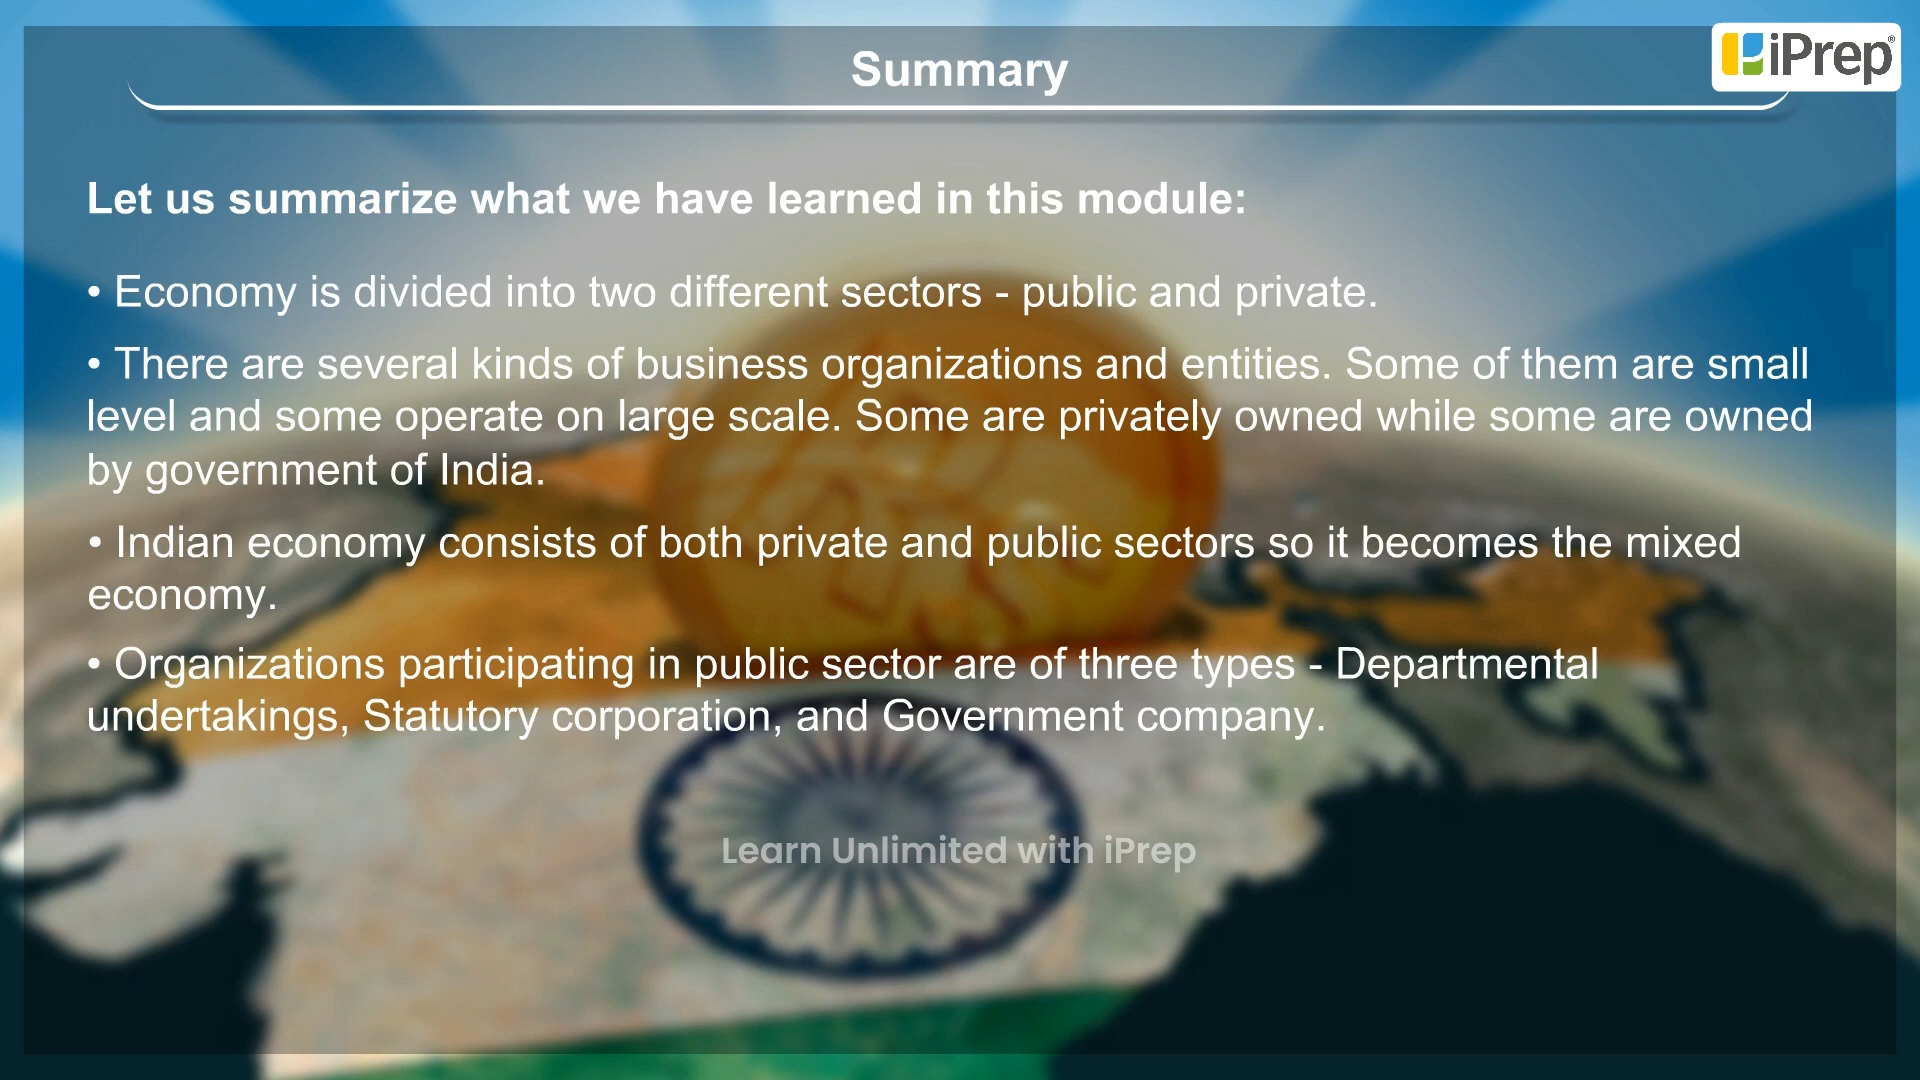 Summary
iPrep®
Let us summarize what we have learned in this module:
• Economy is divided into two different sectors - public and private.
• There are several kinds of business organizations and entities. Some of them are small
level and some operate on large scale. Some are privately owned while some are owned
by government of India.
• Indian economy consists of both private and public sectors so it becomes the mixed
economy.
• Organizations participating in public sector are of three types - Departmental
undertakings, Statutory corporation, and Government company.
Learn Unlimited with iPrep